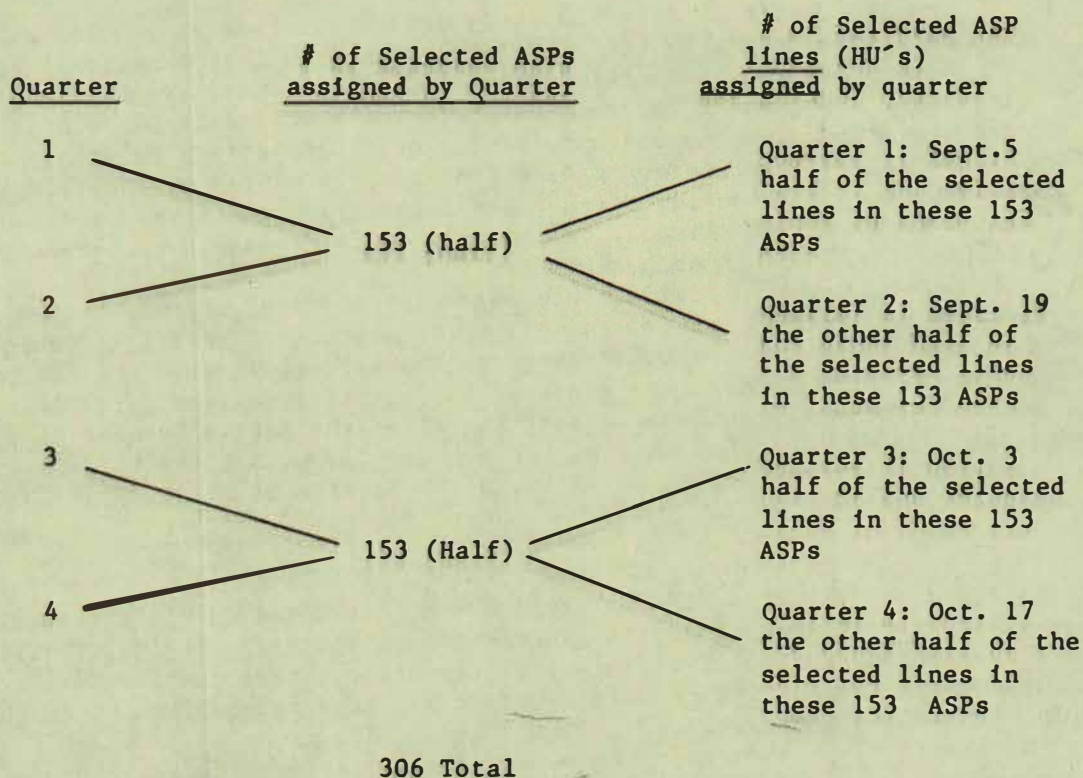 Quarter
# of Selected ASPs
assigned by Quarter
# of Selected ASP
lines (HU´s)
assigned by quarter
1
2
153 (half)
Quarter 1: Sept.5
half of the selected
lines in these 153
ASPs
Quarter 2: Sept. 19
the other half of
the selected lines
in these 153 ASPs
3
4
153 (Half)
Quarter 3: Oct. 3
half of the selected
lines in these 153
ASPs
Quarter 4: Oct. 17
the other half of the
selected lines in
these 153 ASPs
306 Total